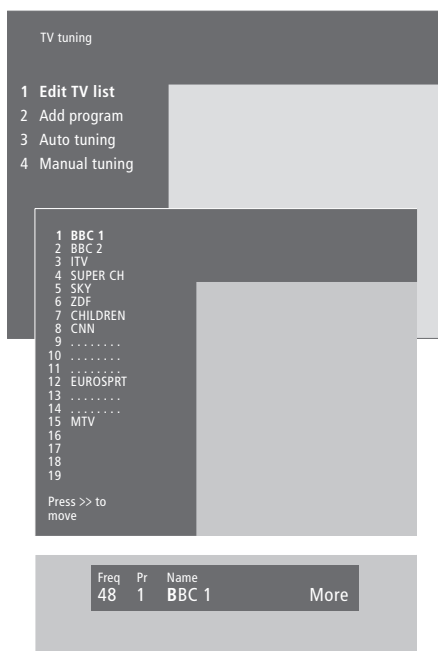 TV tuning
1 Edit TV list
2 Add program
3 Auto tuning
4 Manual tuning
1 BBC 1
2 BBC 2
3 ITV
4 SUPER CH
5 SKY
6 ZDF
7 CHILDREN
8 CNN
9 ........
10 ........
11 ........
12 EUROSPRT
13 ........
14 ........
15 MTV
16
17
18
19
Press >> to
move
Freq Pr Name
48 1 BBC 1 More